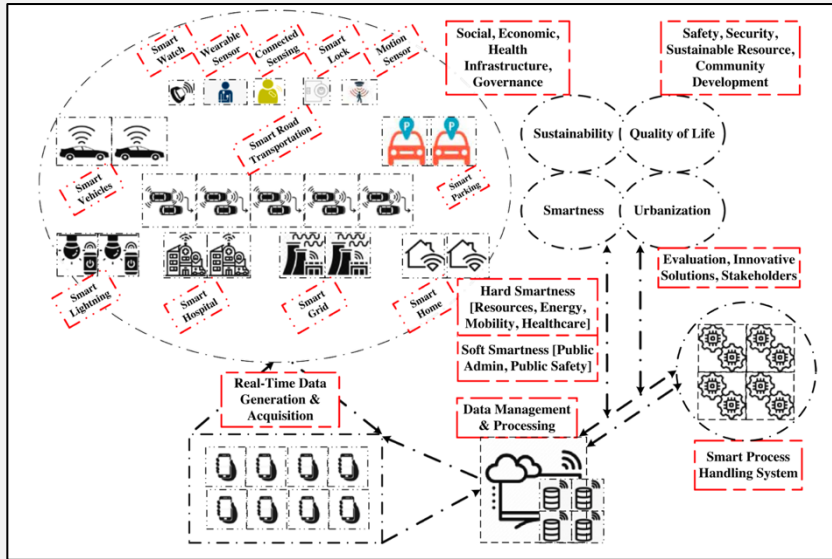 Smart
Watch
Wearable
Sensor
Connected
Sensing
Smart
Lock
Motion
Sensor
Social, Economic,
Health
Infrastructure,
Governance
Safety, Security,
Sustainable Resource,
Community
Development
Smart Road
Transportation
P
P
Sustainability
Quality of Life
Smart
Vehicles
Smart
Parking
Smartness
Urbanization
Smart
Lightning
Smart
Hospital
Smart
Grid
Smart
Home
Evaluation, Innovative
Solutions, Stakeholders
Hard Smartness
[Resources, Energy,
Mobility, Healthcare]
Soft Smartness [Public
Admin, Public Safety]
Real-Time Data
Generation &
Acquisition
Data Management
& Processing
Smart Process
Handling System